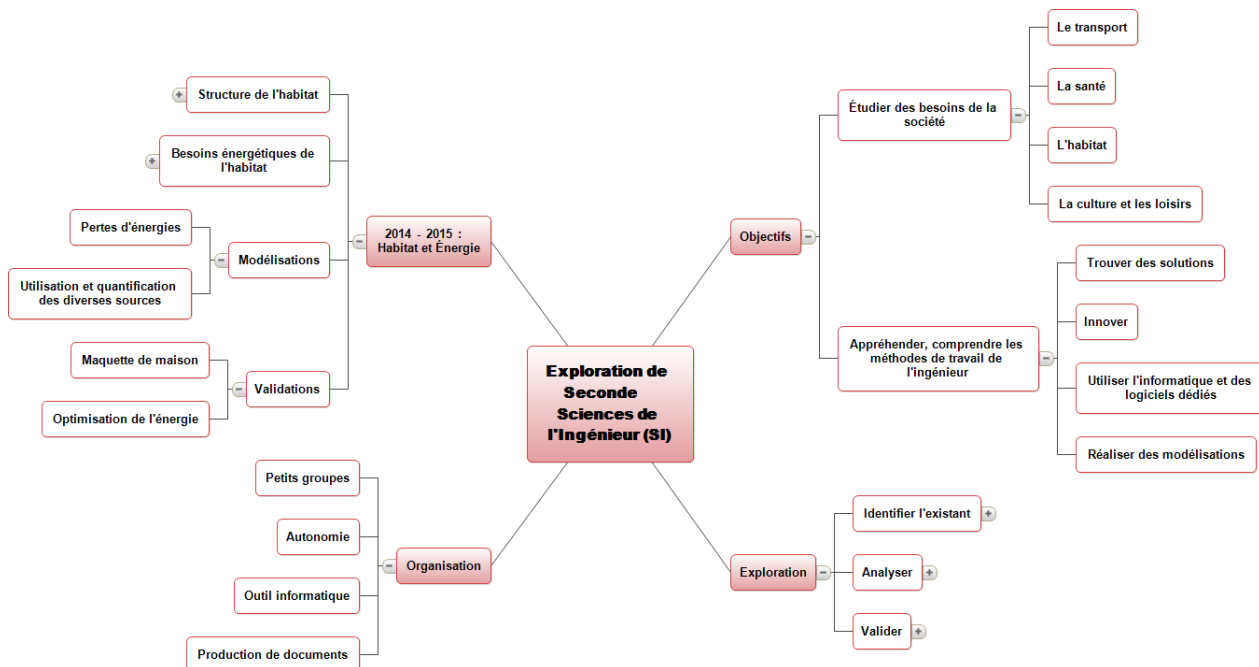 Exploration de
Seconde
Sciences de
l'Ingénieur (SI)
Objectifs
Étudier des besoins de la
société
Le transport
La santé
L'habitat
La culture et les loisirs
Appréhender, comprendre les
méthodes de travail de
l'ingénieur
Trouver des solutions
Innover
Utiliser l'informatique et des
logiciels dédiés
Réaliser des modélisations
Exploration
Identifier l'existant
Analyser
Valider
2014 - 2015 :
Habitat et Énergie
Structure de l'habitat
Besoins énergétiques de
l'habitat
Modélisations
Pertes d'énergies
Utilisation et quantification
des diverses sources
Validations
Maquette de maison
Optimisation de l'énergie
Organisation
Petits groupes
Autonomie
Outil informatique
Production de documents